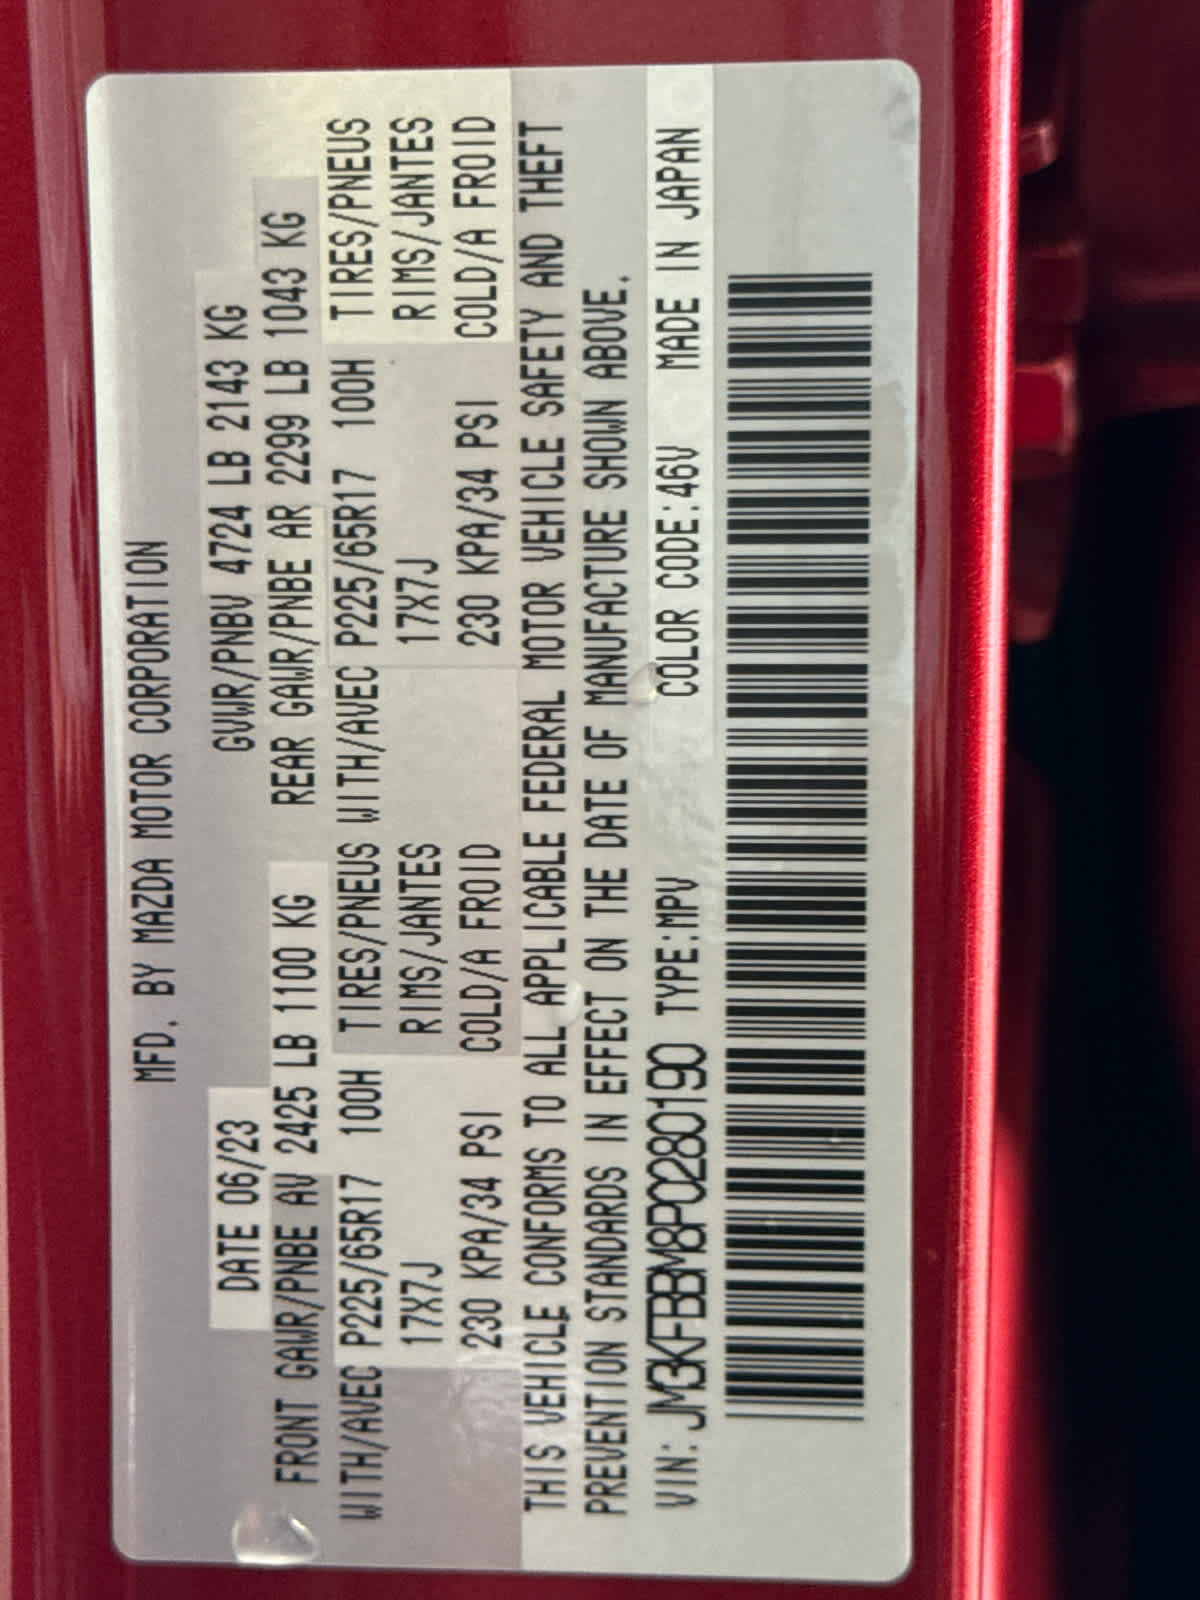 MFD. BY MAZDA MOTOR CORPORATION
DATE 06/23 GVWR/PNBV 4724 LB 2143 KG
FRONT GAWR/PNBE AV 2425 LB 1100 KG REAR GAWR/PNBE AR 2299 LB 1043 KG
WITH/AVEC P225/65R17 100H TIRES/PNEUS WITH/AVEC P225/65R17 100H TIRES/PNEUS
17X7J RIMS/JANTES 17X7J RIMS/JANTES
230 KPA/34 PSI COLD/A FROID 230 KPA/34 PSI COLD/A FROID
THIS VEHICLE CONFORMS TO ALL APPLICABLE FEDERAL MOTOR VEHICLE SAFETY AND THEFT
PREVENTION STANDARDS IN EFFECT ON THE DATE OF MANUFACTURE SHOWN ABOVE.
VIN: JM3KFBBM8P0280190 TYPE:MPV COLOR CODE:46V MADE IN JAPAN